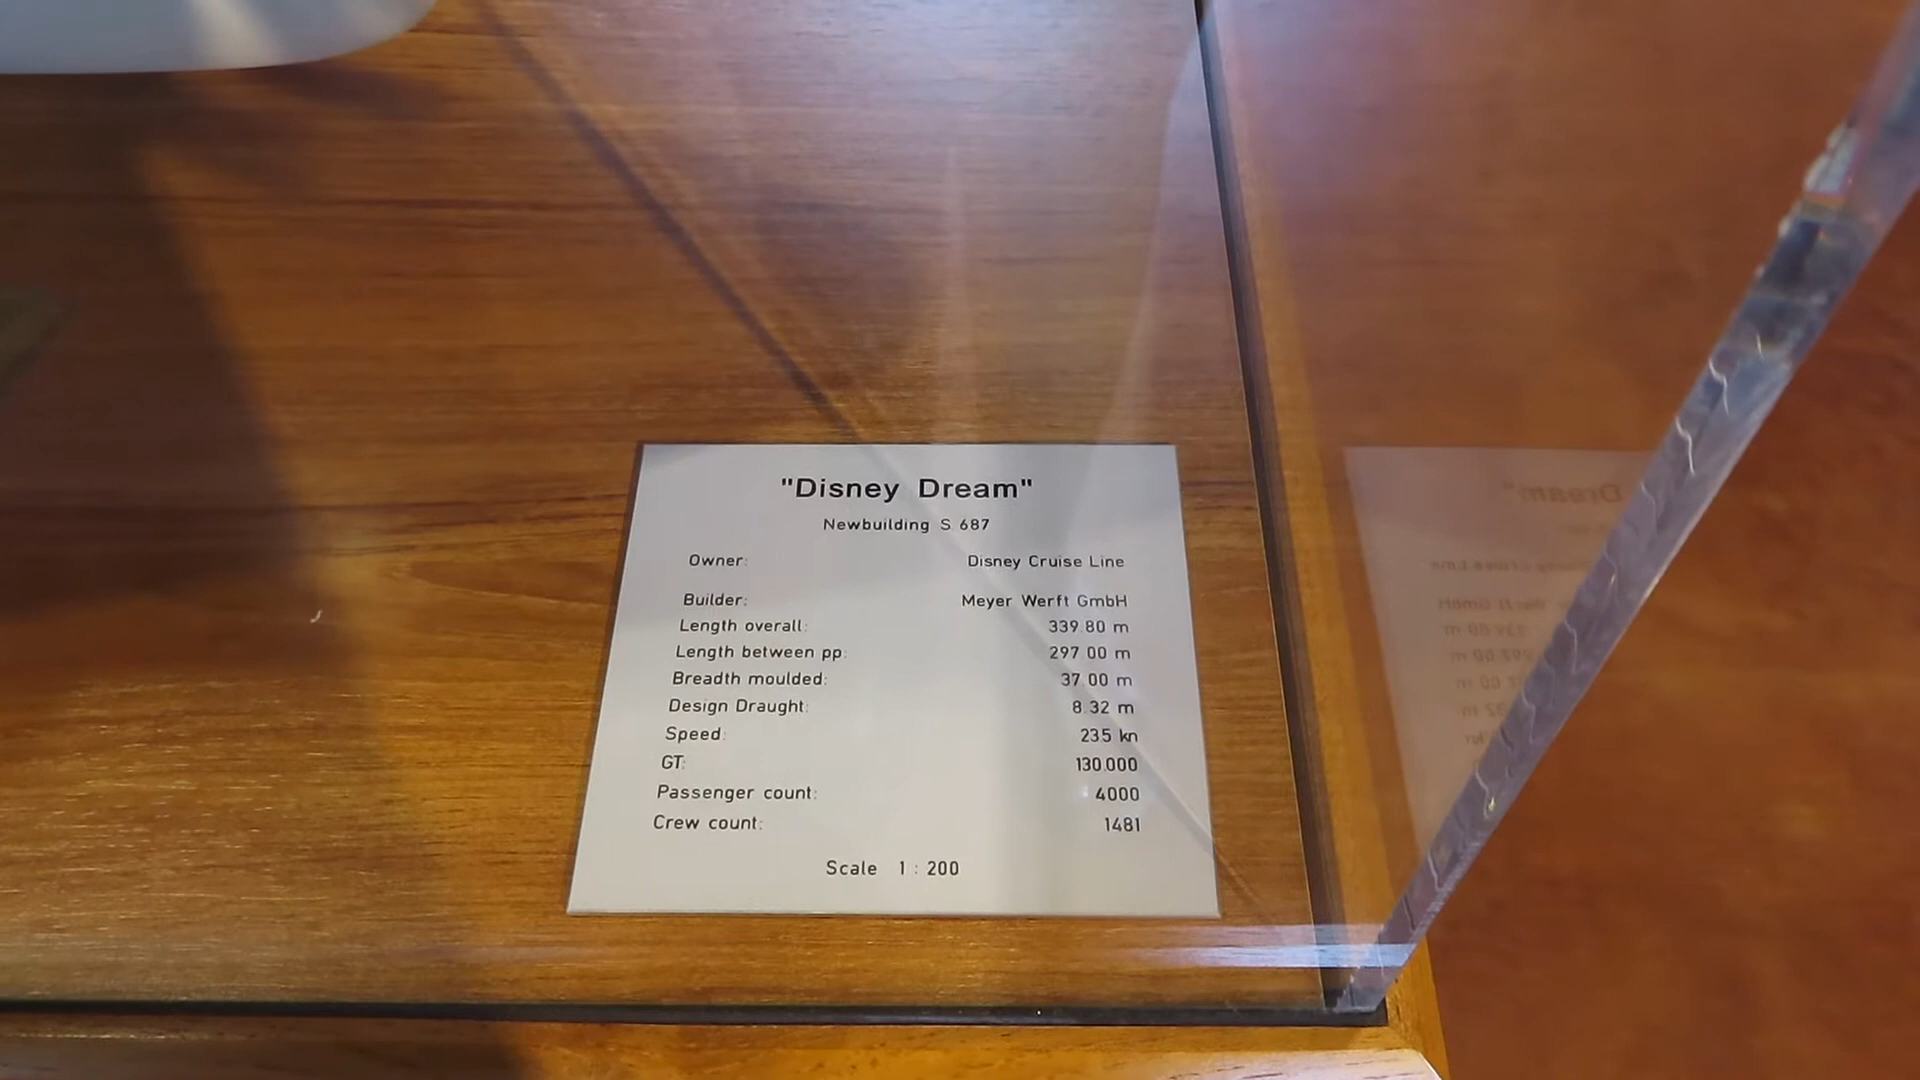 "Disney Dream"
Newbuilding S 687
Owner: Disney Cruise Line
Builder: Meyer Werft GmbH
Length overall: 339.80 m
Length between pp: 297.00 m
Breadth moulded: 37.00 m
Design Draught: 8.32 m
Speed: 23.5 kn
GT: 130.000
Passenger count: 4000
Crew count: 1481
Scale 1 : 200